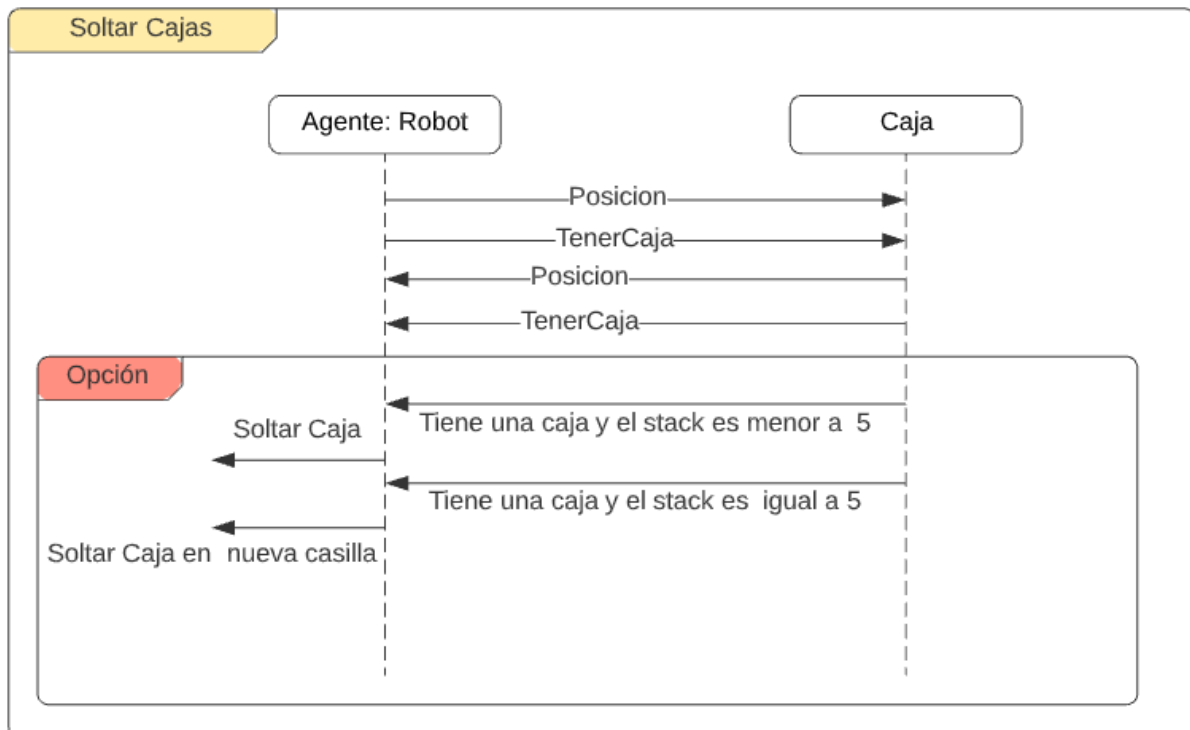 Soltar Cajas
Agente: Robot
Caja
Posicion
TenerCaja
Posicion
TenerCaja
Opción
Tiene una caja y el stack es menor a 5
Soltar Caja
Tiene una caja y el stack es igual a 5
Soltar Caja en nueva casilla